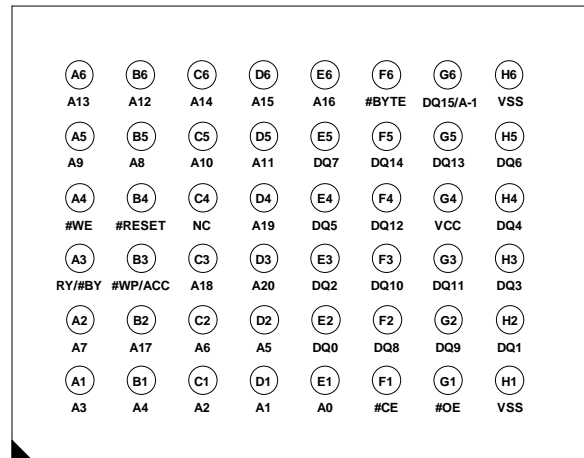 A6 B6 C6 D6 E6 F6 G6 H6
A13 A12 A14 A15 A16 #BYTE DQ15/A-1 VSS
A5 B5 C5 D5 E5 F5 G5 H5
A9 A8 A10 A11 DQ7 DQ14 DQ13 DQ6
A4 B4 C4 D4 E4 F4 G4 H4
#WE #RESET NC A19 DQ5 DQ12 VCC DQ4
A3 B3 C3 D3 E3 F3 G3 H3
RY/#BY #WP/ACC A18 A20 DQ2 DQ10 DQ11 DQ3
A2 B2 C2 D2 E2 F2 G2 H2
A7 A17 A6 A5 DQ0 DQ8 DQ9 DQ1
A1 B1 C1 D1 E1 F1 G1 H1
A3 A4 A2 A1 A0 #CE #OE VSS